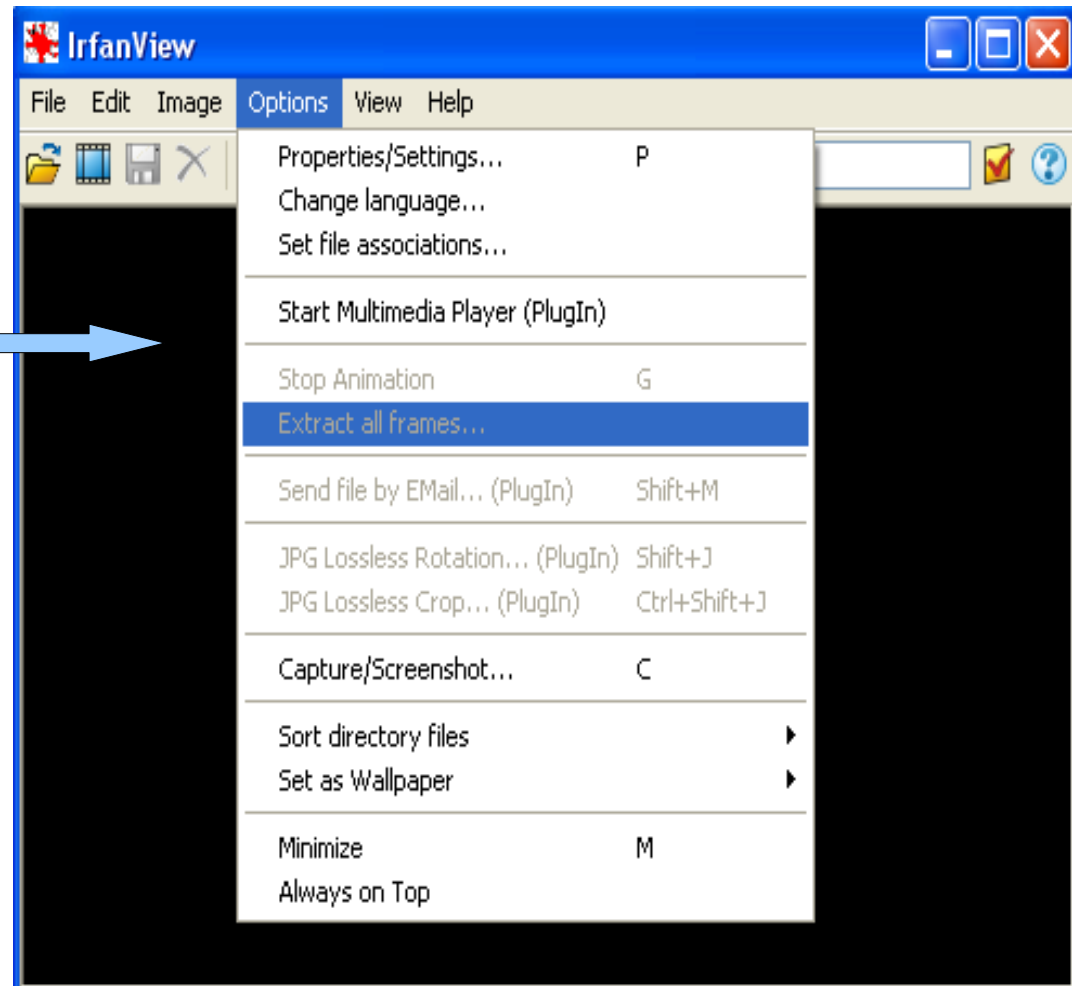 IrfanView
File Edit Image Options View Help
Properties/Settings... P
Change language...
Set file associations...
Start Multimedia Player (PlugIn)
Stop Animation G
Extract all frames...
Send file by EMail... (PlugIn) Shift+M
JPG Lossless Rotation... (PlugIn) Shift+J
JPG Lossless Crop... (PlugIn) Ctrl+Shift+J
Capture/Screenshot... C
Sort directory files
Set as Wallpaper
Minimize M
Always on Top